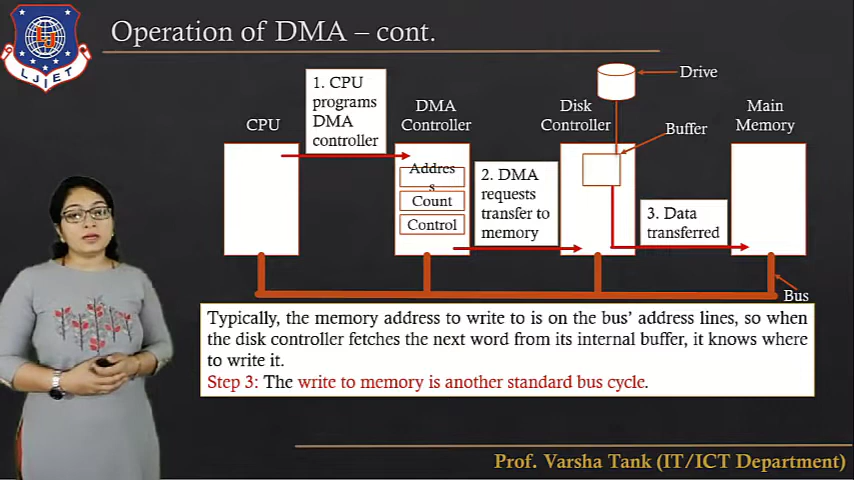 LJIET
Operation of DMA – cont.
1. CPU
programs
DMA
controller
CPU
DMA
Controller
Disk
Controller
Drive
Buffer
Main
Memory
Addres
s
Count
Control
2. DMA
requests
transfer to
memory
3. Data
transferred
Bus
Typically, the memory address to write to is on the bus’ address lines, so when
the disk controller fetches the next word from its internal buffer, it knows where
to write it.
Step 3: The write to memory is another standard bus cycle.
Prof. Varsha Tank (IT/ICT Department)